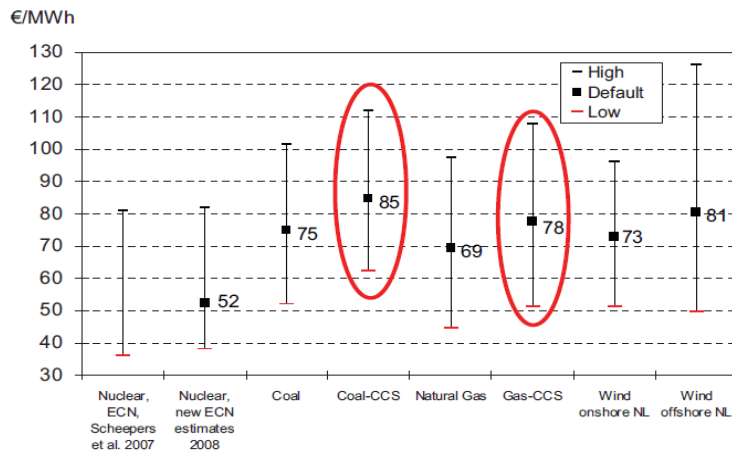 €/MWh
130
120
110
100
90
80
70
60
50
40
30
High
Default
Low
52
75
85
69
78
73
81
Nuclear,
ECN,
Scheepers
et al. 2007
Nuclear,
new ECN
estimates
2008
Coal
Coal-CCS
Natural Gas
Gas-CCS
Wind
onshore NL
Wind
offshore NL